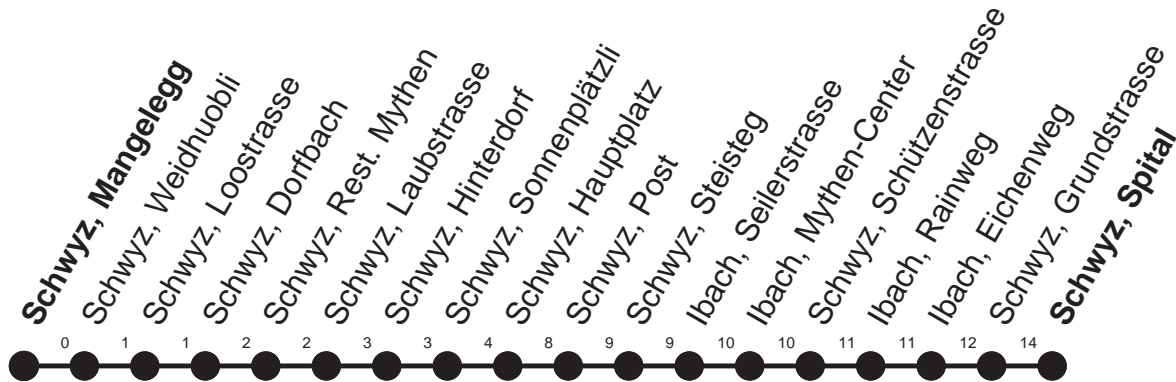 Schwyz, Mangelegg
Schwyz, Weidhuobli
Schwyz, Loostrasse
Schwyz, Dorfbach
Schwyz, Rest. Mythen
Schwyz, Laubstrasse
Schwyz, Hinterdorf
Schwyz, Sonnenplätzli
Schwyz, Hauptplatz
Schwyz, Post
Schwyz, Steisteg
Ibach, Seilerstrasse
Ibach, Mythen-Center
Schwyz, Schützenstrasse
Ibach, Rainweg
Ibach, Eichenweg
Schwyz, Grundstrasse
Schwyz, Spital
0 1 1 2 2 3 3 4 8 9 9 10 10 11 11 12 14